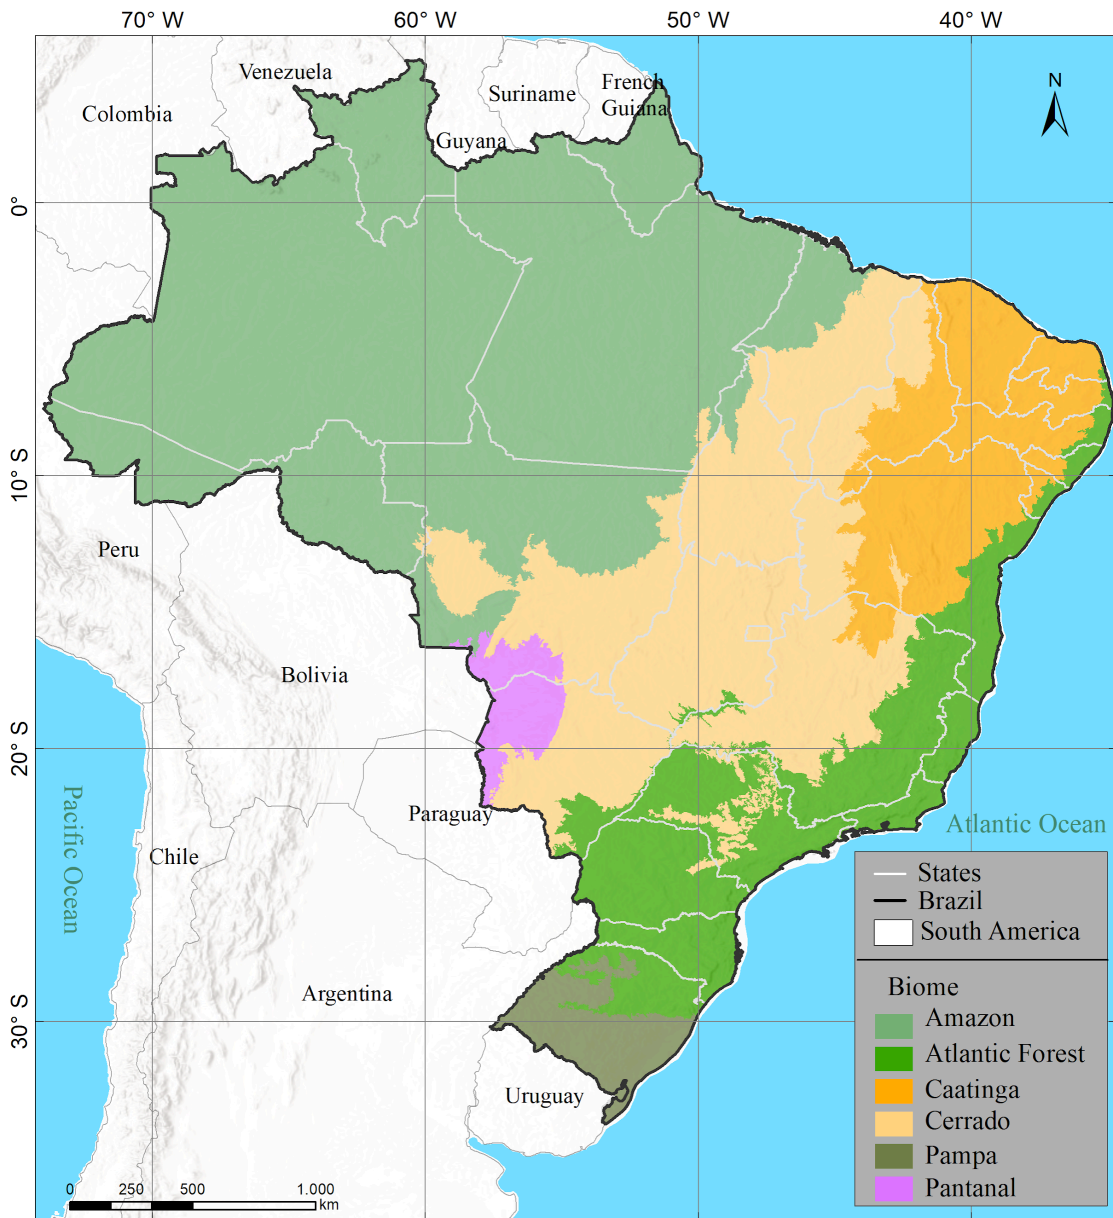 70° W
60° W
50° W
40° W
Venezuela
Colombia
Suriname
French
Guiana
Guyana
N
0°
10° S
20° S
30° S
Peru
Bolivia
Paraguay
Chile
Argentina
Uruguay
Pacific Ocean
Atlantic Ocean
States
Brazil
South America
Biome
Amazon
Atlantic Forest
Caatinga
Cerrado
Pampa
Pantanal
0
250
500
1.000
km